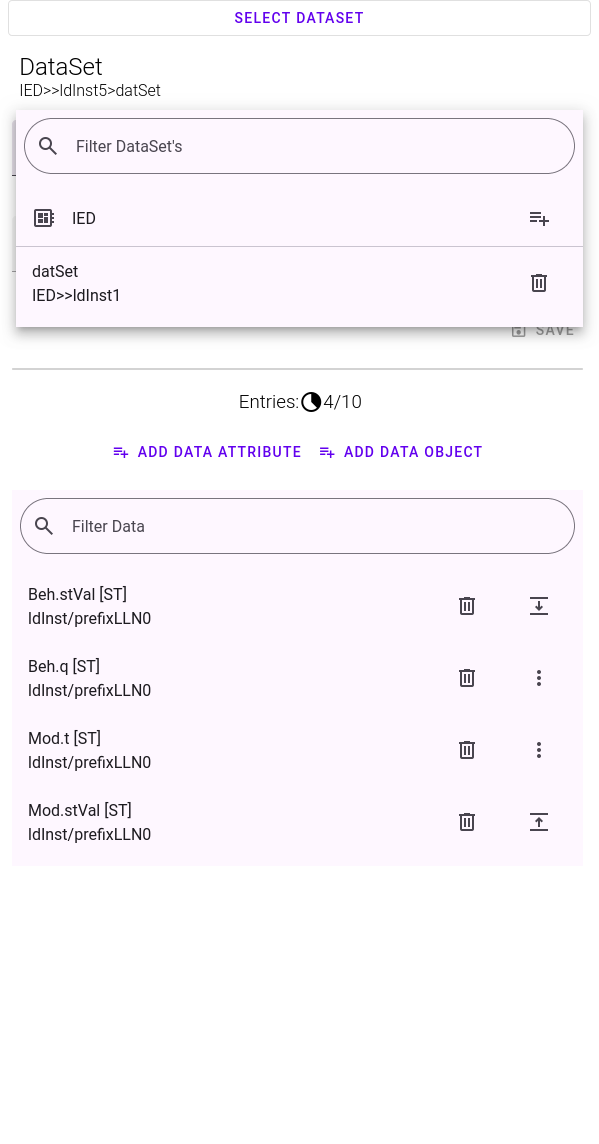 SELECT DATASET
DataSet
IED>>ldInst5>datSet
Filter DataSet's
IED
datSet
IED>>ldInst1
SAVE
Entries: 4/10
ADD DATA ATTRIBUTE ADD DATA OBJECT
Filter Data
Beh.stVal [ST]
ldInst/prefixLLN0
Beh.q [ST]
ldInst/prefixLLN0
Mod.t [ST]
ldInst/prefixLLN0
Mod.stVal [ST]
ldInst/prefixLLN0